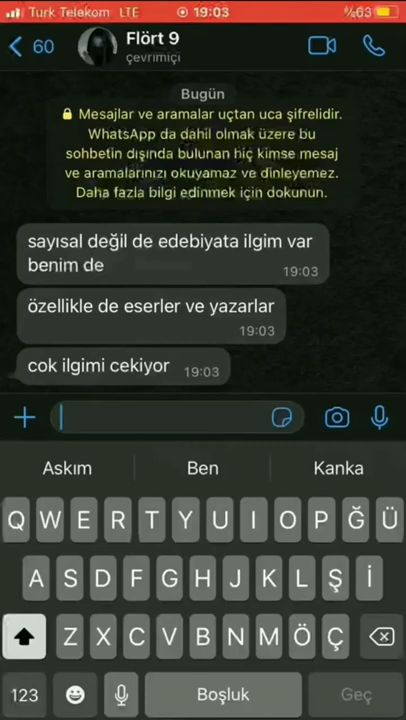 Turk Telekom LTE
19:03
%63
60
Flört 9
çevrimiçi
Bugün
Mesajlar ve aramalar uçtan uca şifrelidir.
WhatsApp da dahil olmak üzere bu
sohbetin dışında bulunan hiç kimse mesaj
ve aramalarınızı okuyamaz ve dinleyemez.
Daha fazla bilgi edinmek için dokunun.
sayısal değil de edebiyata ilgim var
benim de
19:03
özellikle de eserler ve yazarlar
19:03
cok ilgimi cekiyor 19:03
Askım Ben Kanka
Q W E R T Y U I O P Ğ Ü
A S D F G H J K L Ş İ
Z X C V B N M Ö Ç
123 Boşluk Geç